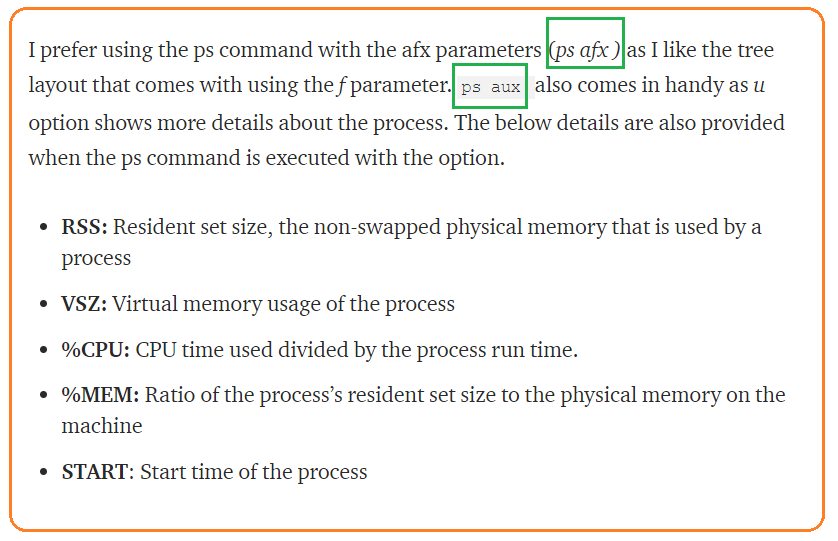 I prefer using the ps command with the afx parameters (ps afx ) as I like the tree
layout that comes with using the f parameter. ps aux also comes in handy as u
option shows more details about the process. The below details are also provided
when the ps command is executed with the option.
• RSS: Resident set size, the non-swapped physical memory that is used by a
process
• VSZ: Virtual memory usage of the process
• %CPU: CPU time used divided by the process run time.
• %MEM: Ratio of the process’s resident set size to the physical memory on the
machine
• START: Start time of the process